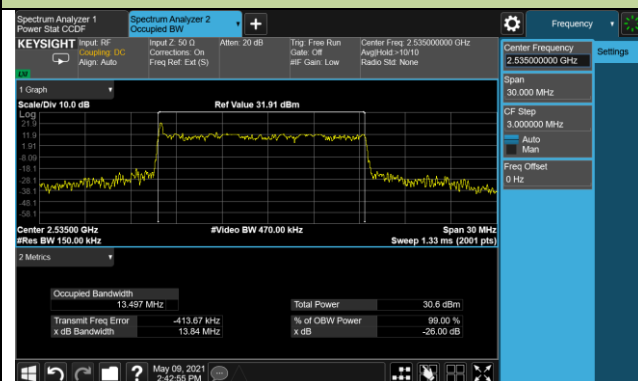 Spectrum Analyzer 1
Power Stat CCDF
Spectrum Analyzer 2
Occupied BW
Frequency
KEYSIGHT
Input: RF
Coupling: DC
Align: Auto
Input Z: 50 Ω
Corrections: On
Freq Ref: Ext (S)
Atten: 20 dB
Trig: Free Run
Gate: Off
#IF Gain: Low
Center Freq: 2.535000000 GHz
Avg|Hold:>10/10
Radio Std: None
Center Frequency
2.535000000 GHz
Settings
Span
30.000 MHz
CF Step
3.000000 MHz
Auto
Man
Freq Offset
0 Hz
1 Graph
Scale/Div 10.0 dB
Ref Value 31.91 dBm
Log
21.9
11.9
1.91
-8.09
-18.1
-28.1
-38.1
-48.1
-58.1
Center 2.53500 GHz
#Video BW 470.00 kHz
Span 30 MHz
#Res BW 150.00 kHz
Sweep 1.33 ms (2001 pts)
2 Metrics
Occupied Bandwidth
13.497 MHz
Total Power
30.6 dBm
Transmit Freq Error
-413.67 kHz
% of OBW Power
99.00 %
x dB Bandwidth
13.84 MHz
x dB
-26.00 dB
May 09, 2021
2:42:55 PM